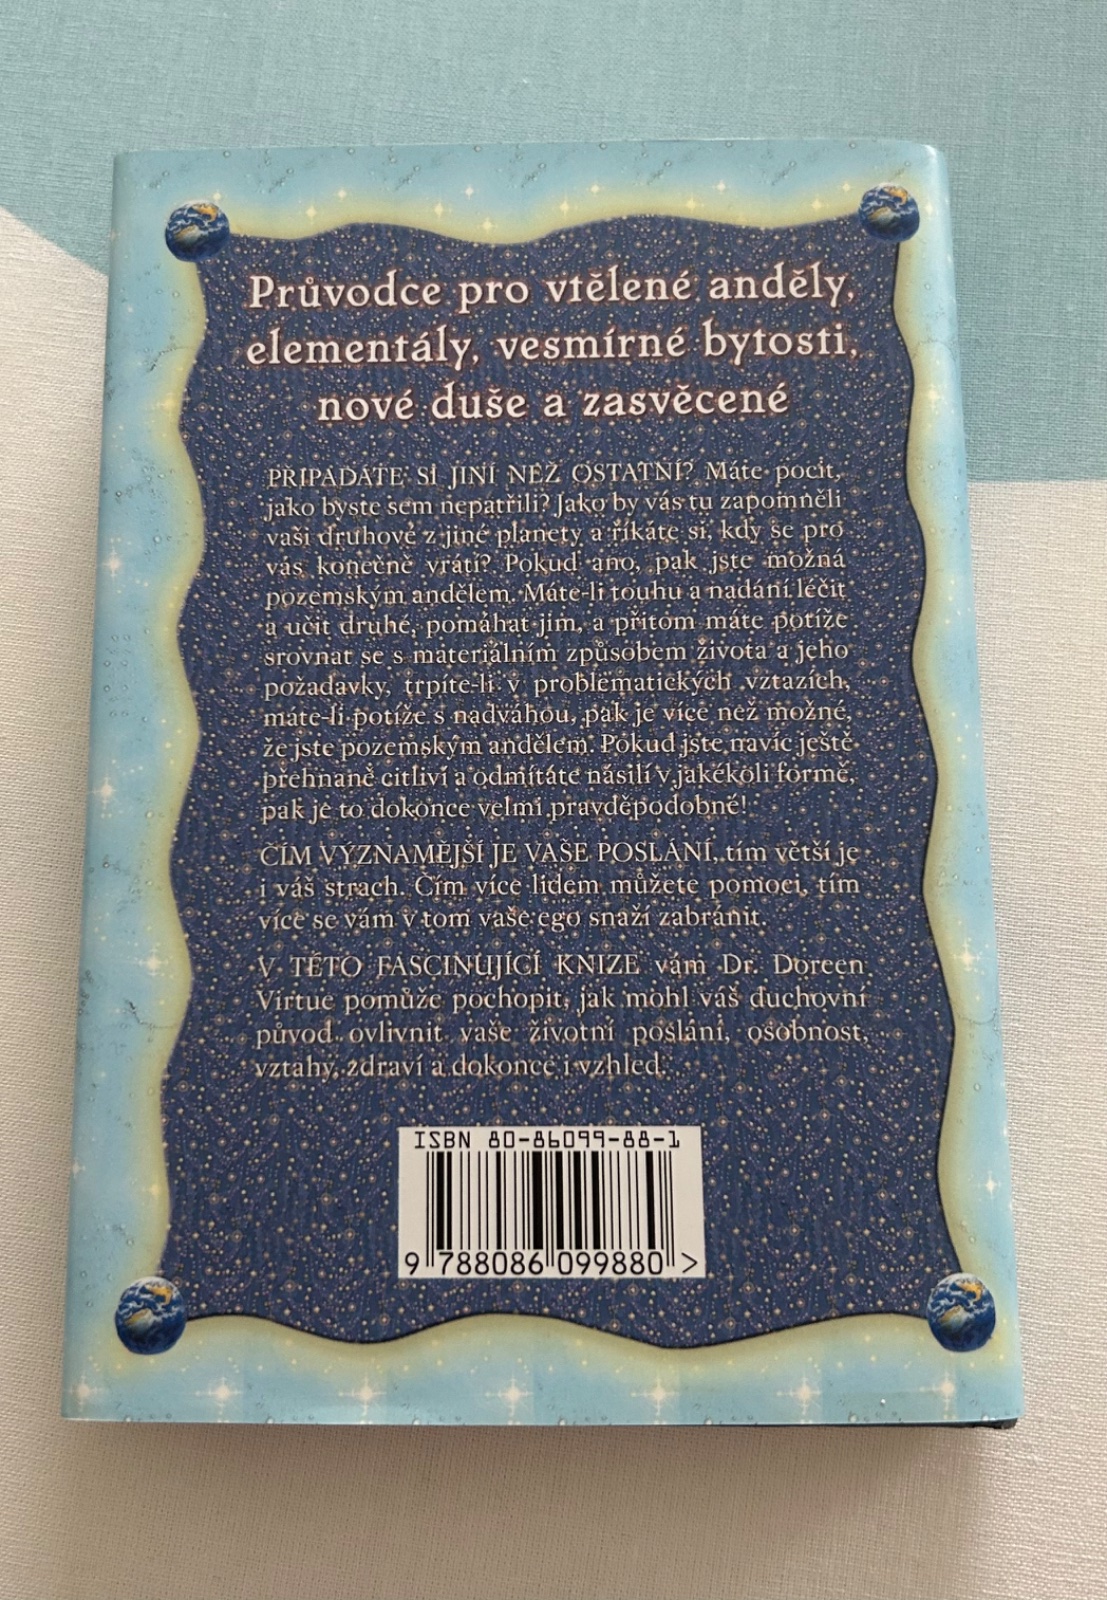 Průvodce pro vtělené anděly,
elementály, vesmírné bytosti,
nové duše a zasvěcené
PŘIPADÁTE SI JINÍ NEŽ OSTATNÍ? Máte pocit,
jako byste sem nepatřili? Jako by vás tu zapomněli
vaši druhové z jiné planety a říkáte si, kdy se pro
vás konečně vrátí? Pokud ano, pak jste možná
pozemským andělem. Máte-li touhu a nadání léčit
a učit druhé, pomáhat jim, a přitom máte potíže
srovnat se s materiálním způsobem života a jeho
požadavky, trpíte-li v problematických vztazích,
máte-li potíže s nadváhou, pak je více než možné,
že jste pozemským andělem. Pokud jste navíc ještě
přehnaně citliví a odmítáte násilí v jakékoli formě,
pak je to dokonce velmi pravděpodobné!
ČÍM VÝZNAMĚJŠÍ JE VAŠE POSLÁNÍ, tím větší je
i váš strach. Čím více lidem můžete pomoci, tím
více se vám v tom vaše ego snaží zabránit.
V TÉTO FASCINUJÍCÍ KNIZE vám Dr. Doreen
Virtue pomůže pochopit, jak mohl váš duchovní
původ ovlivnit vaše životní poslání, osobnost,
vztahy, zdraví a dokonce i vzhled.
ISBN 80-86099-88-1
9 788086 099880 >